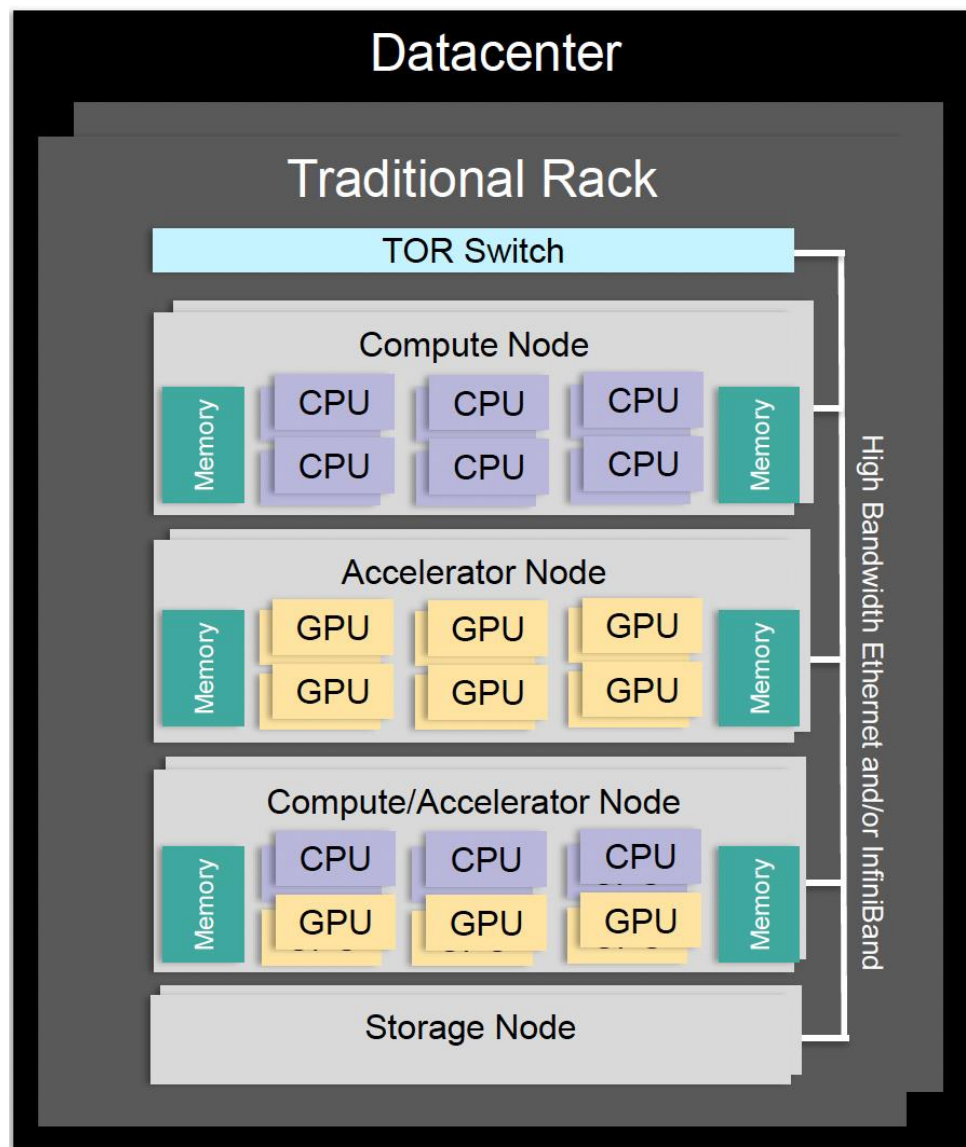 Datacenter
Traditional Rack
TOR Switch
Compute Node
Memory
CPU CPU CPU
CPU CPU CPU
Memory
Accelerator Node
Memory
GPU GPU GPU
GPU GPU GPU
Memory
Compute/Accelerator Node
Memory
CPU CPU CPU
GPU GPU GPU
Memory
Storage Node
High Bandwidth Ethernet and/or InfiniBand